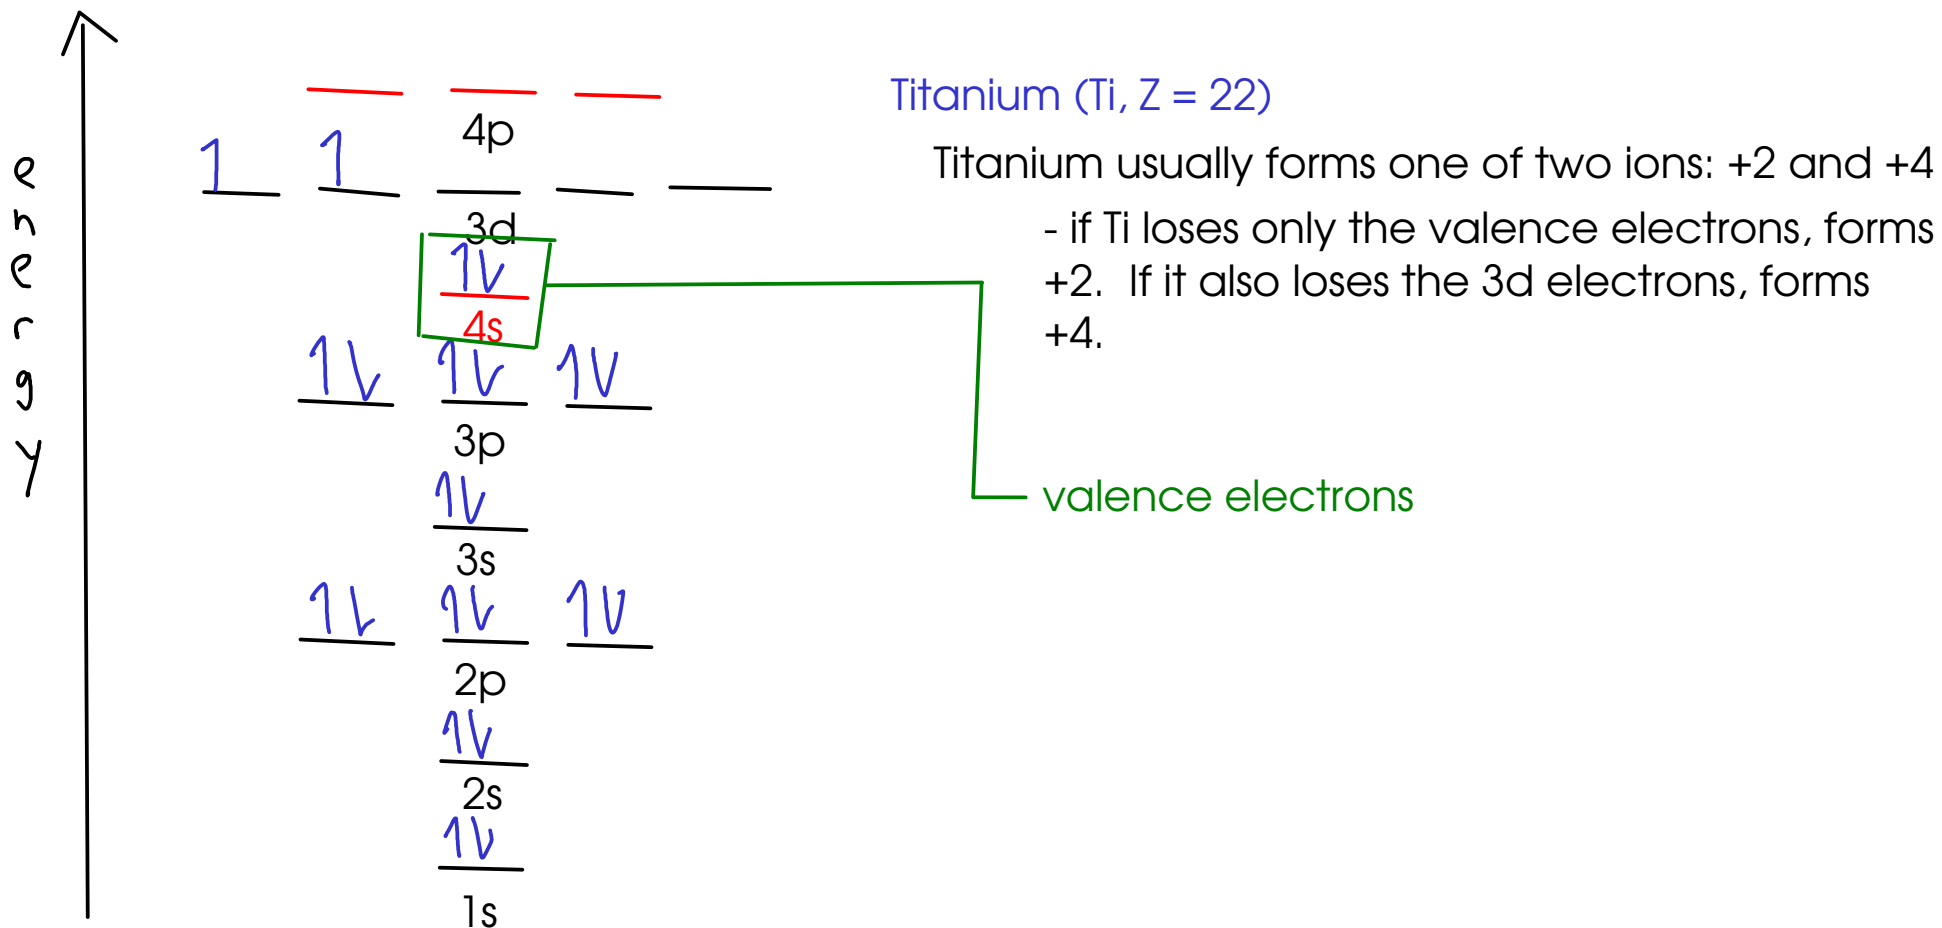 energy
4p
3d
4s
3p
3s
2p
2s
1s
Titanium (Ti, Z = 22)
Titanium usually forms one of two ions: +2 and +4
- if Ti loses only the valence electrons, forms
+2.  If it also loses the 3d electrons, forms
+4.
valence electrons